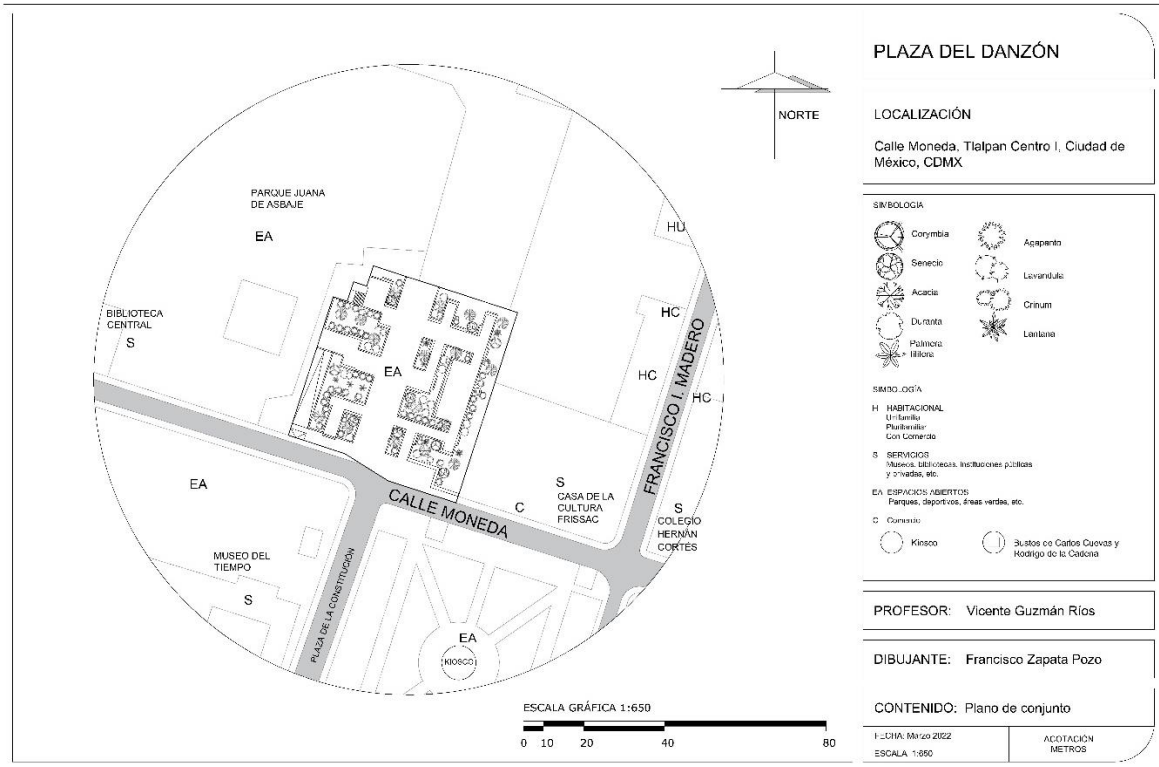 PARQUE JUANA
DE ASBAJE
EA
BIBLIOTECA
CENTRAL
S
EA
HU
HC
HC
HC
FRANCISCO I. MADERO
EA
CALLE MONEDA
C
S
CASA DE LA
CULTURA
FRISSAC
S
COLEGIO
HERNÁN
CORTÉS
MUSEO DEL
TIEMPO
S
PLAZA DE LA CONSTITUCIÓN
EA
KIOSCO
NORTE
ESCALA GRÁFICA 1:650
0 10 20 40 80
PLAZA DEL DANZÓN
LOCALIZACIÓN
Calle Moneda, Tlalpan Centro I, Ciudad de
México, CDMX
SIMBOLOGIA
Corymbia
Senecio
Acacia
Duranta
Palmera
Agapanto
Lavandula
Crinum
Lantana
SIMBOLOGÍA
H HABITACIONAL
Unifamiliar
Plurifamiliar
Con Comercio
S SERVICIOS
Museos, bibliotecas, instituciones públicas
y privadas, etc.
EA ESPACIOS ABIERTOS
Parques, deportivos, áreas verdes, etc.
C Comercio
Kiosco
Bustos de Carlos Cuevas y
Rodrigo de la Cadena
PROFESOR: Vicente Guzmán Ríos
DIBUJANTE: Francisco Zapata Pozo
CONTENIDO: Plano de conjunto
FECHA: Marzo 2022
ESCALA 1:650
ACOTACIÓN
METROS